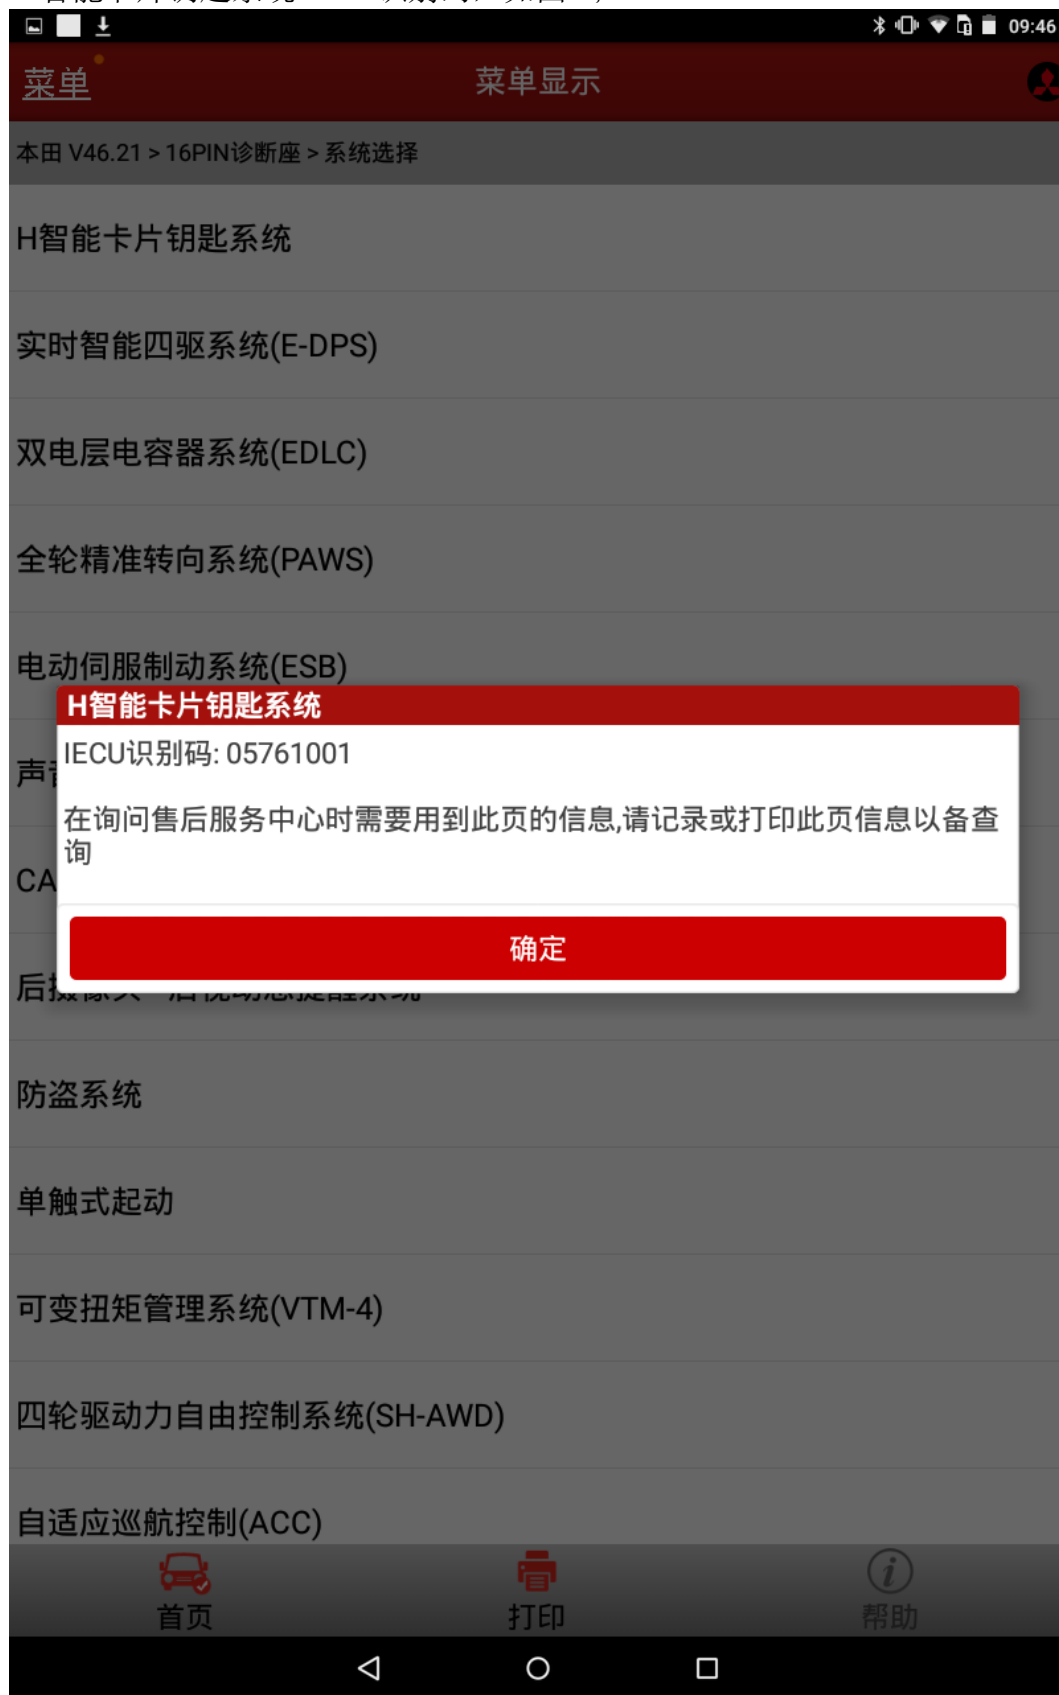 09:46
菜单
菜单显示
本田 V46.21 > 16PIN诊断座 > 系统选择
H智能卡片钥匙系统
实时智能四驱系统(E-DPS)
双电层电容器系统(EDLC)
全轮精准转向系统(PAWS)
电动伺服制动系统(ESB)
H智能卡片钥匙系统
IECU识别码: 05761001
声
在询问售后服务中心时需要用到此页的信息,请记录或打印此页信息以备查
询
CA
确定
防盗系统
单触式起动
可变扭矩管理系统(VTM-4)
四轮驱动力自由控制系统(SH-AWD)
自适应巡航控制(ACC)
首页
打印
帮助